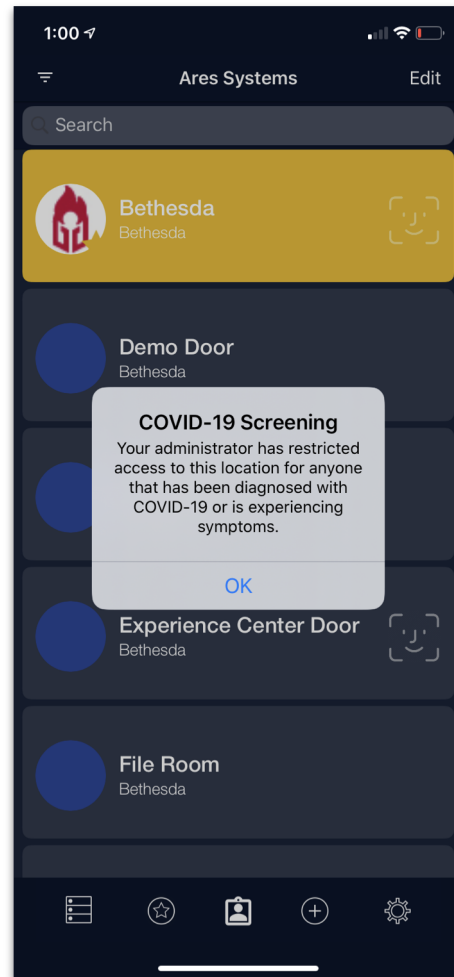 1:00
Ares Systems
Edit
Search
Bethesda
Bethesda
Demo Door
Bethesda
COVID-19 Screening
Your administrator has restricted
access to this location for anyone
that has been diagnosed with
COVID-19 or is experiencing
symptoms.
OK
Experience Center Door
Bethesda
File Room
Bethesda